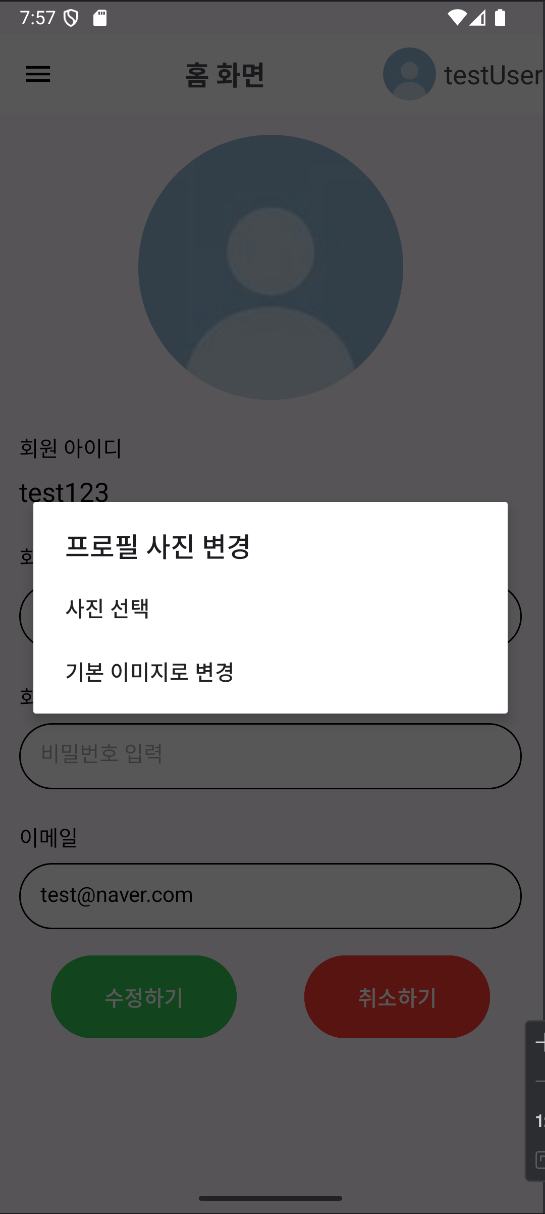 7:57
홈 화면
testUser
회원 아이디
test123
회
프로필 사진 변경
사진 선택
기본 이미지로 변경
회
비밀번호 입력
이메일
test@naver.com
수정하기
취소하기